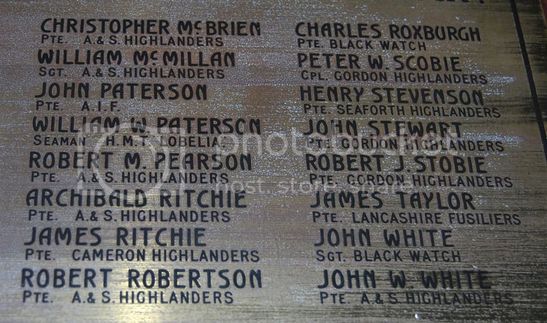 CHRISTOPHER McBRIEN
PTE. A.& S. HIGHLANDERS
WILLIAM McMILLAN
SGT. A.& S. HIGHLANDERS
JOHN PATERSON
PTE A.I.F.
WILLIAM W. PATERSON
SEAMAN H.M.T. LOBELIA
ROBERT M. PEARSON
PTE. A.& S. HIGHLANDERS
ARCHIBALD RITCHIE
PTE. A.& S. HIGHLANDERS
JAMES RITCHIE
PTE. CAMERON HIGHLANDERS
ROBERT ROBERTSON
PTE. A.& S. HIGHLANDERS
CHARLES ROXBURGH
PTE. BLACK WATCH
PETER W. SCOBIE
CPL. GORDON HIGHLANDERS
HENRY STEVENSON
PTE. SEAFORTH HIGHLANDERS
JOHN STEWART
PTE. GORDON HIGHLANDERS
ROBERT J. STOBIE
PTE. GORDON HIGHLANDERS
JAMES TAYLOR
PTE. LANCASHIRE FUSILIERS
JOHN WHITE
SGT. BLACK WATCH
JOHN W. WHITE
PTE. A.& S. HIGHLANDERS